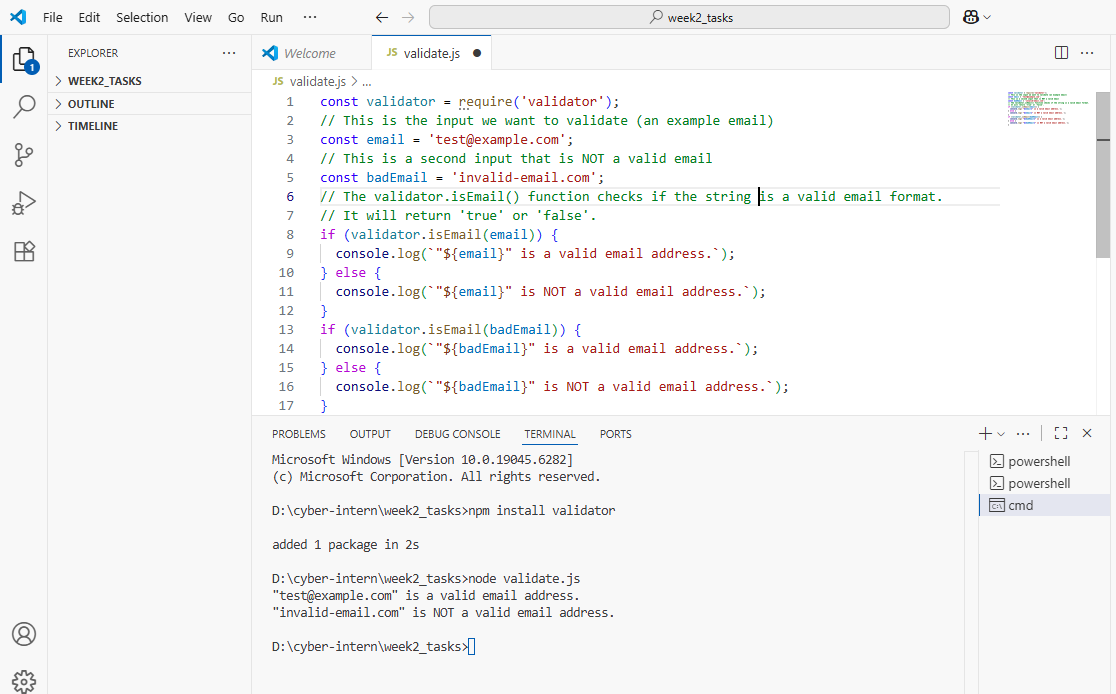 File Edit Selection View Go Run ···
week2_tasks
EXPLORER ···
1
WEEK2_TASKS
OUTLINE
TIMELINE
Welcome
JS validate.js
JS validate.js > ...
1 const validator = require('validator');
2 // This is the input we want to validate (an example email)
3 const email = 'test@example.com';
4 // This is a second input that is NOT a valid email
5 const badEmail = 'invalid-email.com';
6 // The validator.isEmail() function checks if the string is a valid email format.
7 // It will return 'true' or 'false'.
8 if (validator.isEmail(email)) {
9 console.log(`"${email}" is a valid email address.`);
10 } else {
11 console.log(`"${email}" is NOT a valid email address.`);
12 }
13 if (validator.isEmail(badEmail)) {
14 console.log(`"${badEmail}" is a valid email address.`);
15 } else {
16 console.log(`"${badEmail}" is NOT a valid email address.`);
17 }
PROBLEMS OUTPUT DEBUG CONSOLE TERMINAL PORTS
Microsoft Windows [Version 10.0.19045.6282]
(c) Microsoft Corporation. All rights reserved.
D:\cyber-intern\week2_tasks>npm install validator
added 1 package in 2s
D:\cyber-intern\week2_tasks>node validate.js
"test@example.com" is a valid email address.
"invalid-email.com" is NOT a valid email address.
D:\cyber-intern\week2_tasks>
powershell
powershell
cmd